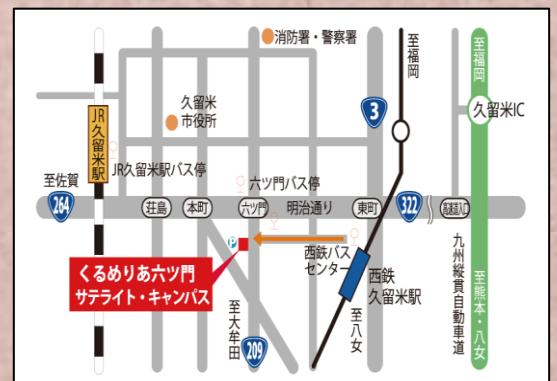 消防署・警察署
至福岡
至福岡
久留米
市役所
3
久留米IC
JR久留米駅
JR久留米駅バス停
六ツ門バス停
至佐賀
264
荘島
本町
六ツ門
明治通り
東町
322
高速入口
P
西鉄バス
センター
くるめりあ六ツ門
サテライト・キャンパス
西鉄
久留米駅
九州縦貫自動車道
至熊本・八女
至大牟田
209
至八女